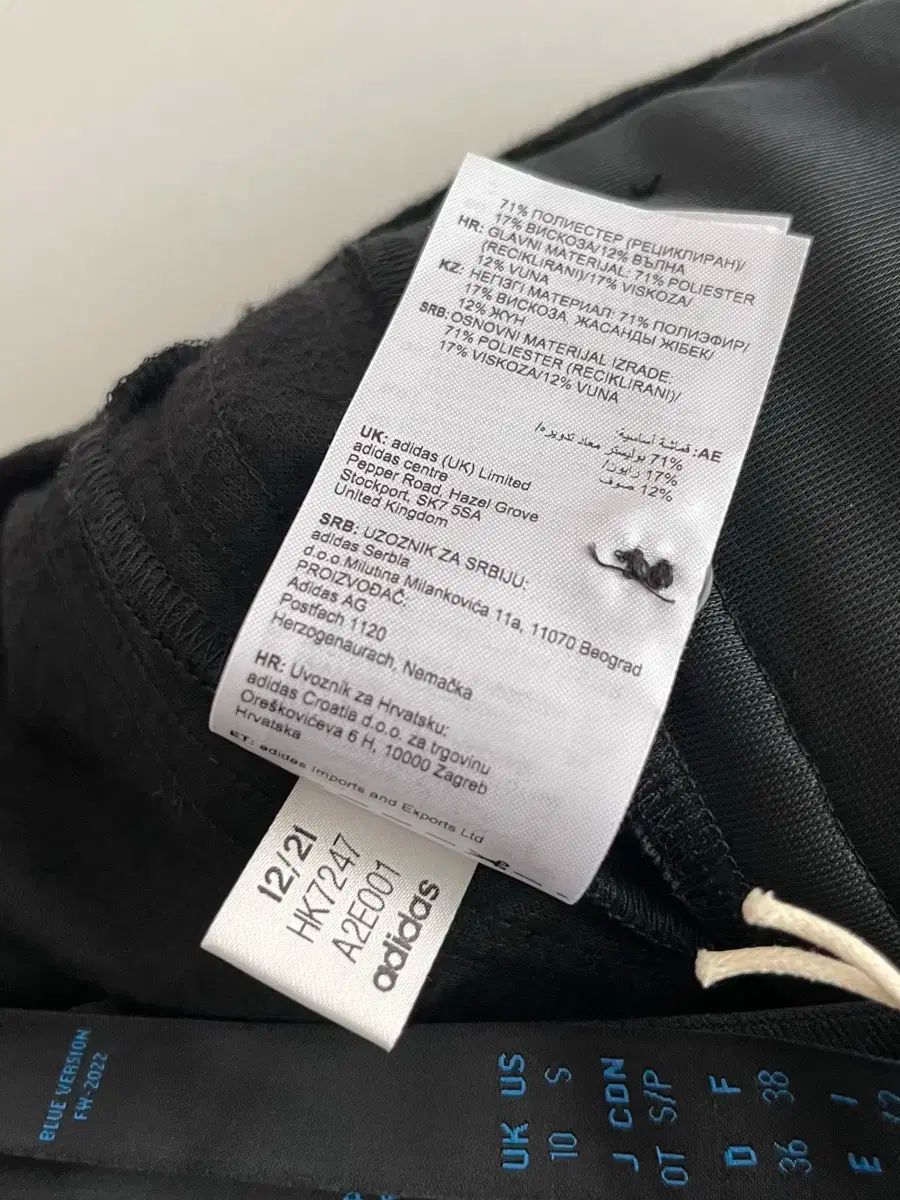 71% ПОЛИЕСТЕР (РЕЦИКЛИРАН)/
17% ВИСКОЗА/12% ВЪЛНА
HR: GLAVNI MATERIJAL: 71% POLIESTER
(RECIKLIRANI)/17% VISKOZA/
12% VUNA
KZ: НЕГІЗГІ МАТЕРИАЛ: 71% ПОЛИЭФИР/
17% ВИСКОЗА, ЖАСАНДЫ ЖІБЕК/
12% ЖҮН
SRB: OSNOVNI MATERIJAL IZRADE:
71% POLIESTER (RECIKLIRANI)/
17% VISKOZA/12% VUNA
AE: قماشة أساسية:
71% بوليستر معاد تدويره/
17% رايون/
12% صوف
UK: adidas (UK) Limited
adidas centre
Pepper Road, Hazel Grove
Stockport, SK7 5SA
United Kingdom
SRB: UZOZNIK ZA SRBIJU:
adidas Serbia
d.o.o.Milutina Milankovića 11a, 11070 Beograd
PROIZVOĐAČ:
Adidas AG
Postfach 1120
Herzogenaurach, Nemačka
HR: Uvoznik za Hrvatsku:
adidas Croatia d.o.o. za trgovinu
Oreškovićeva 6 H, 10000 Zagreb
Hrvatska
ET: adidas Imports and Exports Ltd
12/21
HK7247
A2E001
adidas
BLUE VERSION
FW-2022
UK US
10 S
J CDN
OT S/P
D F
36 38
E I